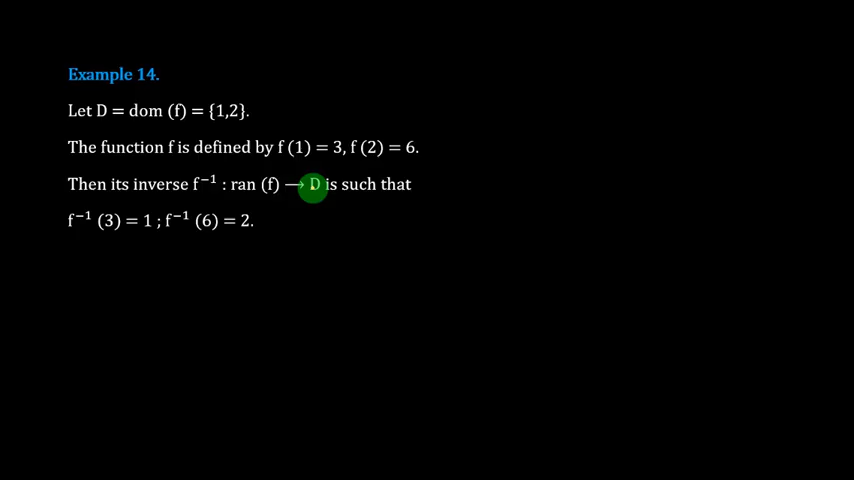 Example 14.
Let D = dom (f) = {1,2}.
The function f is defined by f (1) = 3, f (2) = 6.
Then its inverse f⁻¹ : ran (f) ⟶ D is such that
f⁻¹ (3) = 1 ; f⁻¹ (6) = 2.